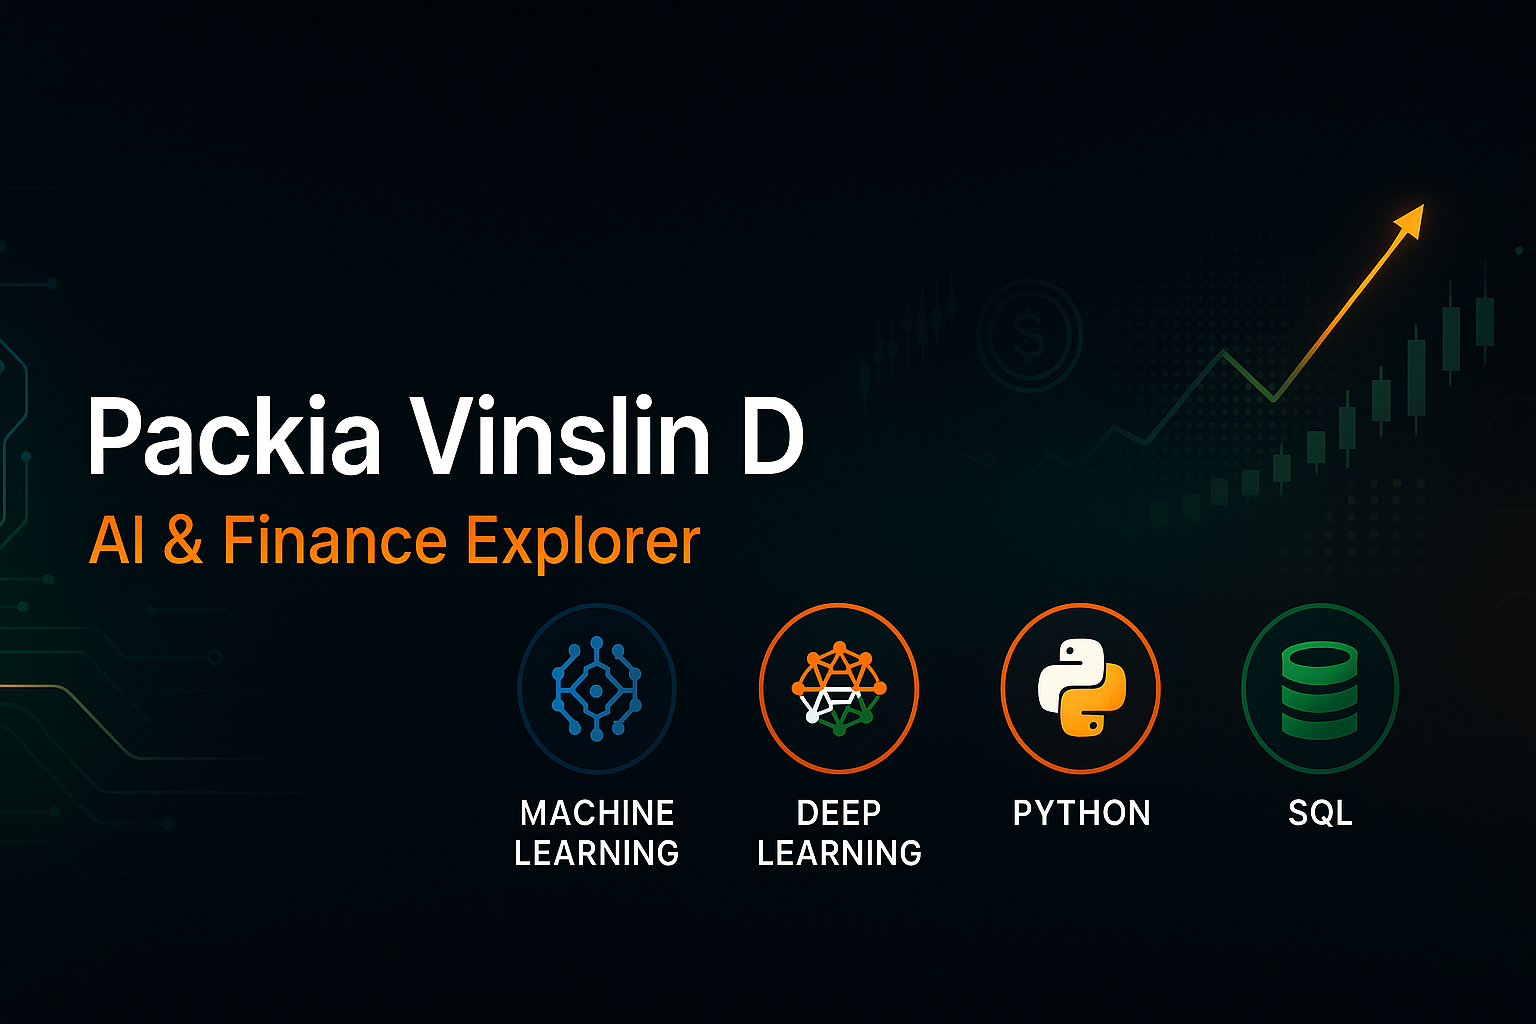 Packia Vinslin D
AI & Finance Explorer
$
MACHINE
LEARNING
DEEP
LEARNING
PYTHON
SQL